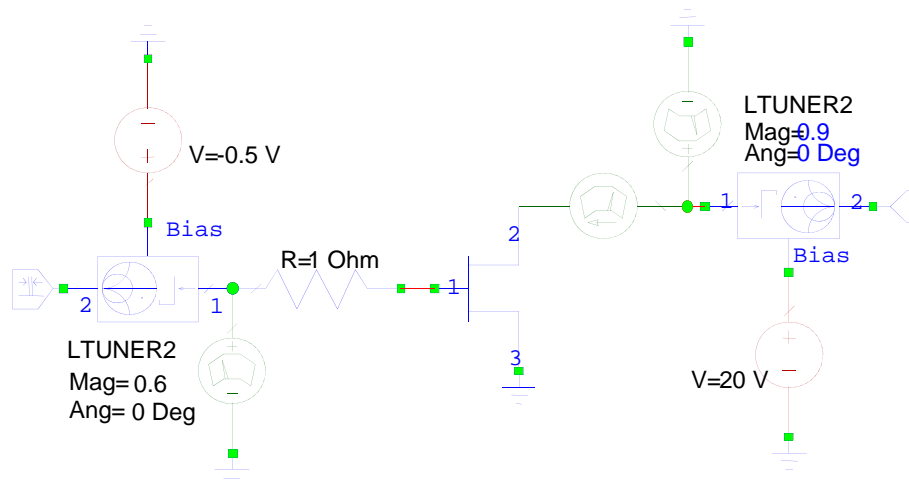 LTUNER2
Mag=0.9
Ang=0 Deg
V=-0.5 V
1
2
Bias
2
Bias
R=1 Ohm
2
1
1
LTUNER2
3
Mag= 0.6
V=20 V
Ang= 0 Deg